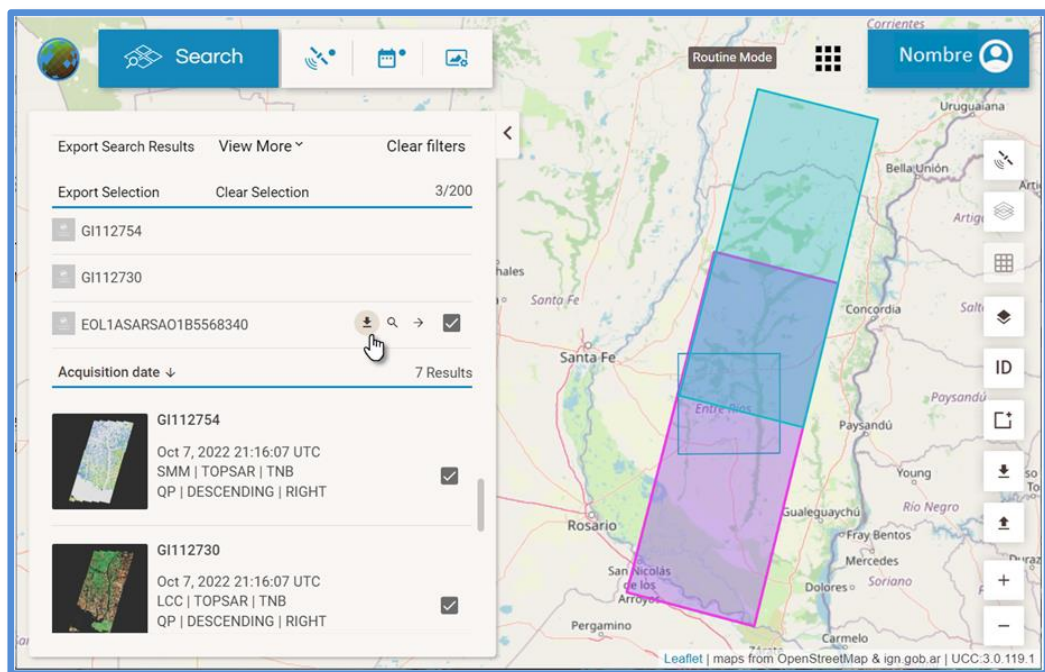 Search
Routine Mode
Nombre
Export Search Results View More Clear filters
Export Selection Clear Selection 3/200
GI112754
GI112730
EOL1ASARSAO1B5568340
Acquisition date ↓ 7 Results
GI112754
Oct 7, 2022 21:16:07 UTC
SMM | TOPSAR | TNB
QP | DESCENDING | RIGHT
GI112730
Oct 7, 2022 21:16:07 UTC
LCC | TOPSAR | TNB
QP | DESCENDING | RIGHT
Corrientes
Uruguaiana
Bella Unión
Artig
hales
Santa Fe
Concordia
Salt
Santa Fe
ID
Entre Ríos
Paysandú
Paysandú
Young
Río Negro
Gualeguaychú
Rosario
Fray Bentos
Mercedes
San Nicolás
de los
Arroyos
Dolores
Soriano
Pergamino
Carmelo
Zárate
Leaflet | maps from OpenStreetMap & ign.gob.ar | UCC:3.0.119.1